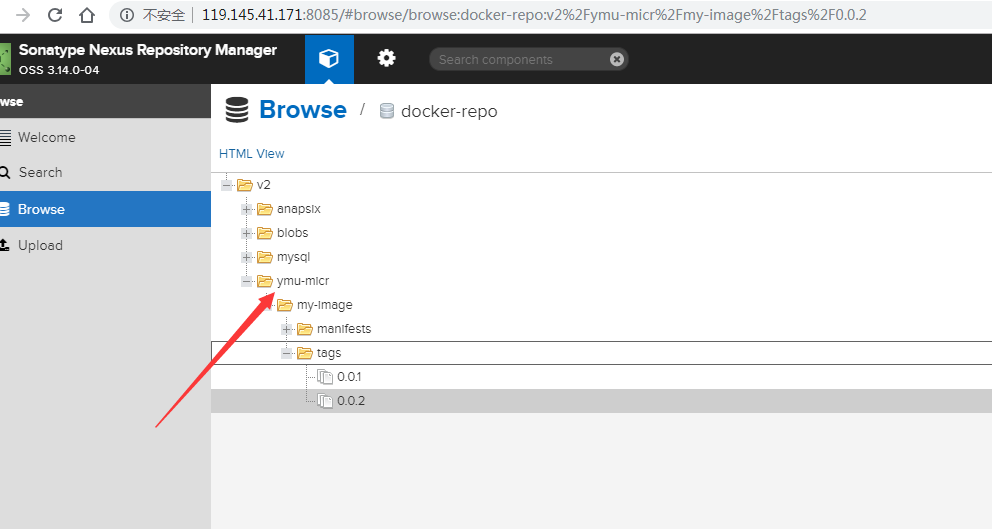 不安全 119.145.41.171:8085/#browse/browse:docker-repo:v2%2Fymu-micr%2Fmy-image%2Ftags%2F0.0.2
Sonatype Nexus Repository Manager
OSS 3.14.0-04
Search components
wse
Browse / docker-repo
Welcome
HTML View
Search
Browse
Upload
v2
anapsix
blobs
mysql
ymu-micr
my-image
manifests
tags
0.0.1
0.0.2